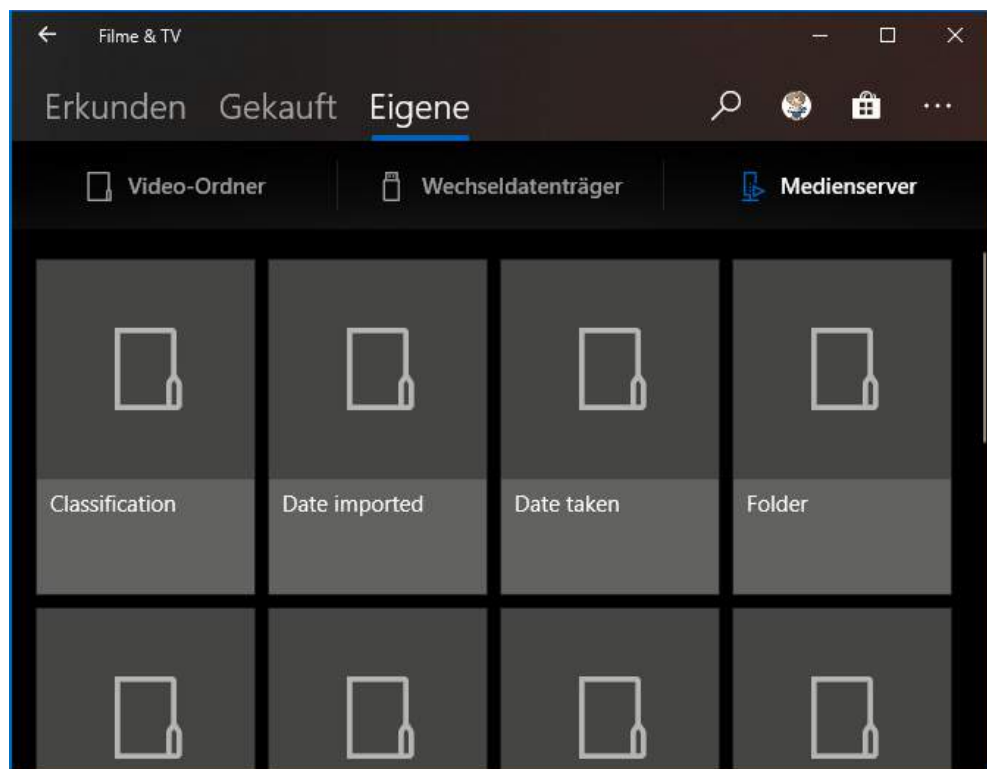 Filme & TV
Erkunden Gekauft Eigene
Video-Ordner Wechseldatenträger Medienserver
Classification Date imported Date taken Folder